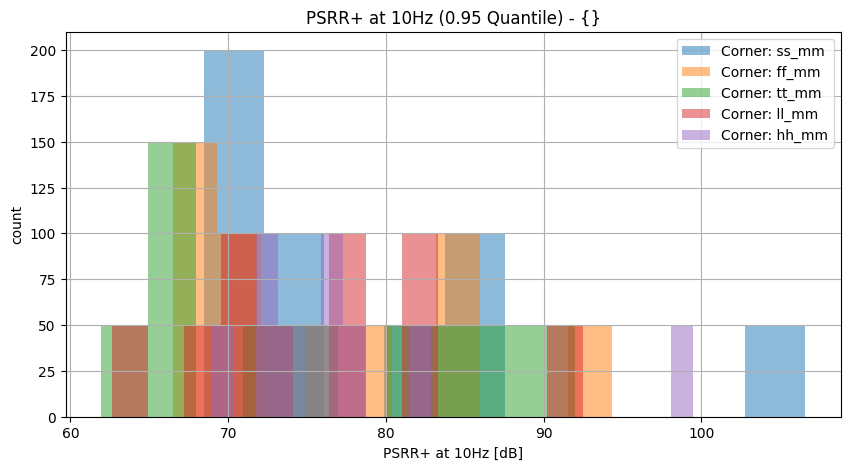 PSRR+ at 10Hz (0.95 Quantile) - {}
Corner: ss_mm
Corner: ff_mm
Corner: tt_mm
Corner: ll_mm
Corner: hh_mm
count
200
175
150
125
100
75
50
25
0
60
70
80
90
100
PSRR+ at 10Hz [dB]